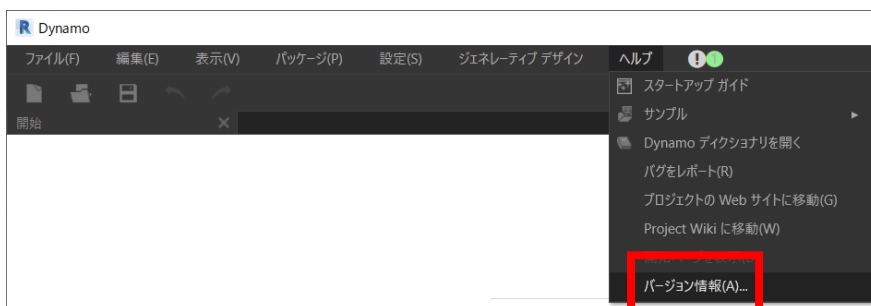 R Dynamo
ファイル(F) 編集(E) 表示(V) パッケージ(P) 設定(S) ジェネレーティブ デザイン ヘルプ ! 1
開始
スタートアップ ガイド
サンプル
Dynamo ディクショナリを開く
バグをレポート(R)
プロジェクトの Web サイトに移動(G)
Project Wiki に移動(W)
バージョン情報(A)...